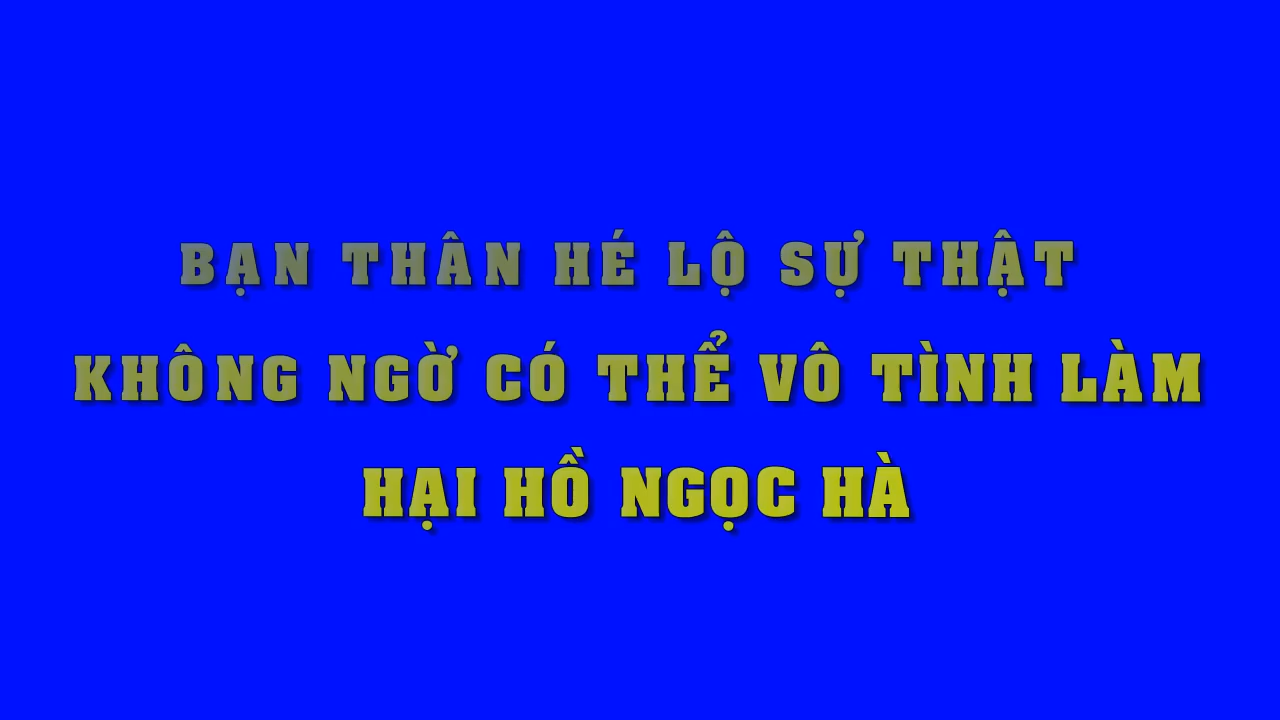 BẠN THÂN HÉ LỘ SỰ THẬT
KHÔNG NGỜ CÓ THỂ VÔ TÌNH LÀM
HẠI HỒ NGỌC HÀ